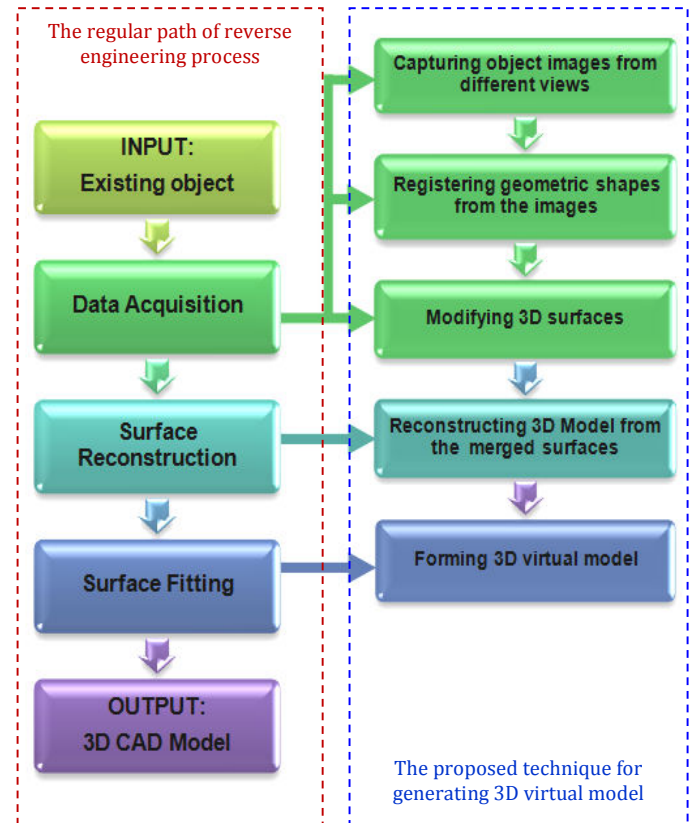 The regular path of reverse
engineering process
INPUT:
Existing object
Data Acquisition
Surface
Reconstruction
Surface Fitting
OUTPUT:
3D CAD Model
Capturing object images from
different views
Registering geometric shapes
from the images
Modifying 3D surfaces
Reconstructing 3D Model from
the merged surfaces
Forming 3D virtual model
The proposed technique for
generating 3D virtual model